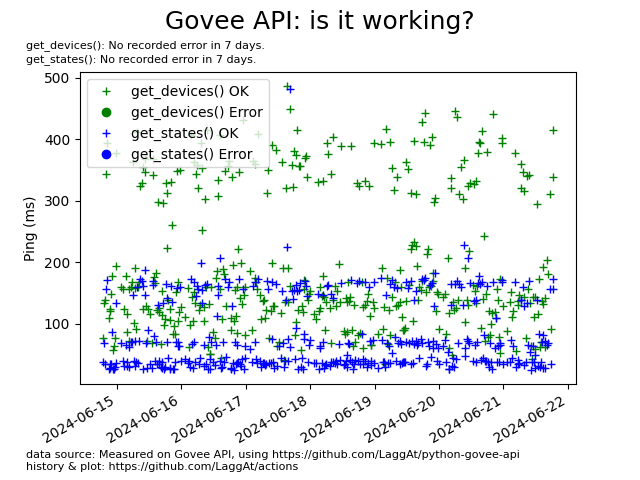 Govee API: is it working?
get_devices(): No recorded error in 7 days.
get_states(): No recorded error in 7 days.
get_devices() OK
get_devices() Error
get_states() OK
get_states() Error
Ping (ms)
500
400
300
200
100
2024-06-15
2024-06-16
2024-06-17
2024-06-18
2024-06-19
2024-06-20
2024-06-21
2024-06-22
data source: Measured on Govee API, using https://github.com/LaggAt/python-govee-api
history & plot: https://github.com/LaggAt/actions